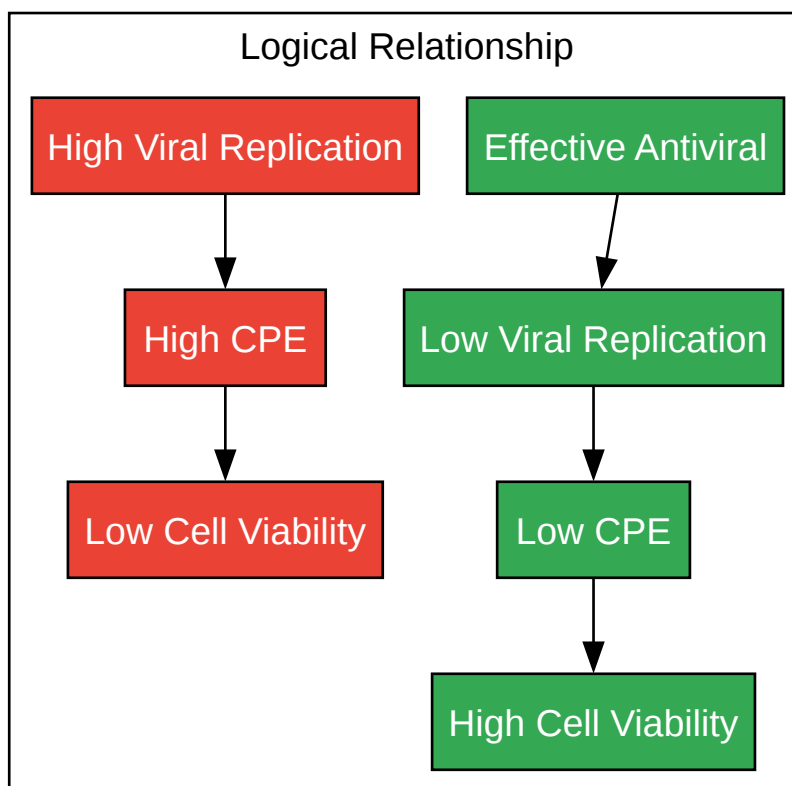 Logical Relationship
High Viral Replication
Effective Antiviral
High CPE
Low Viral Replication
Low Cell Viability
Low CPE
High Cell Viability